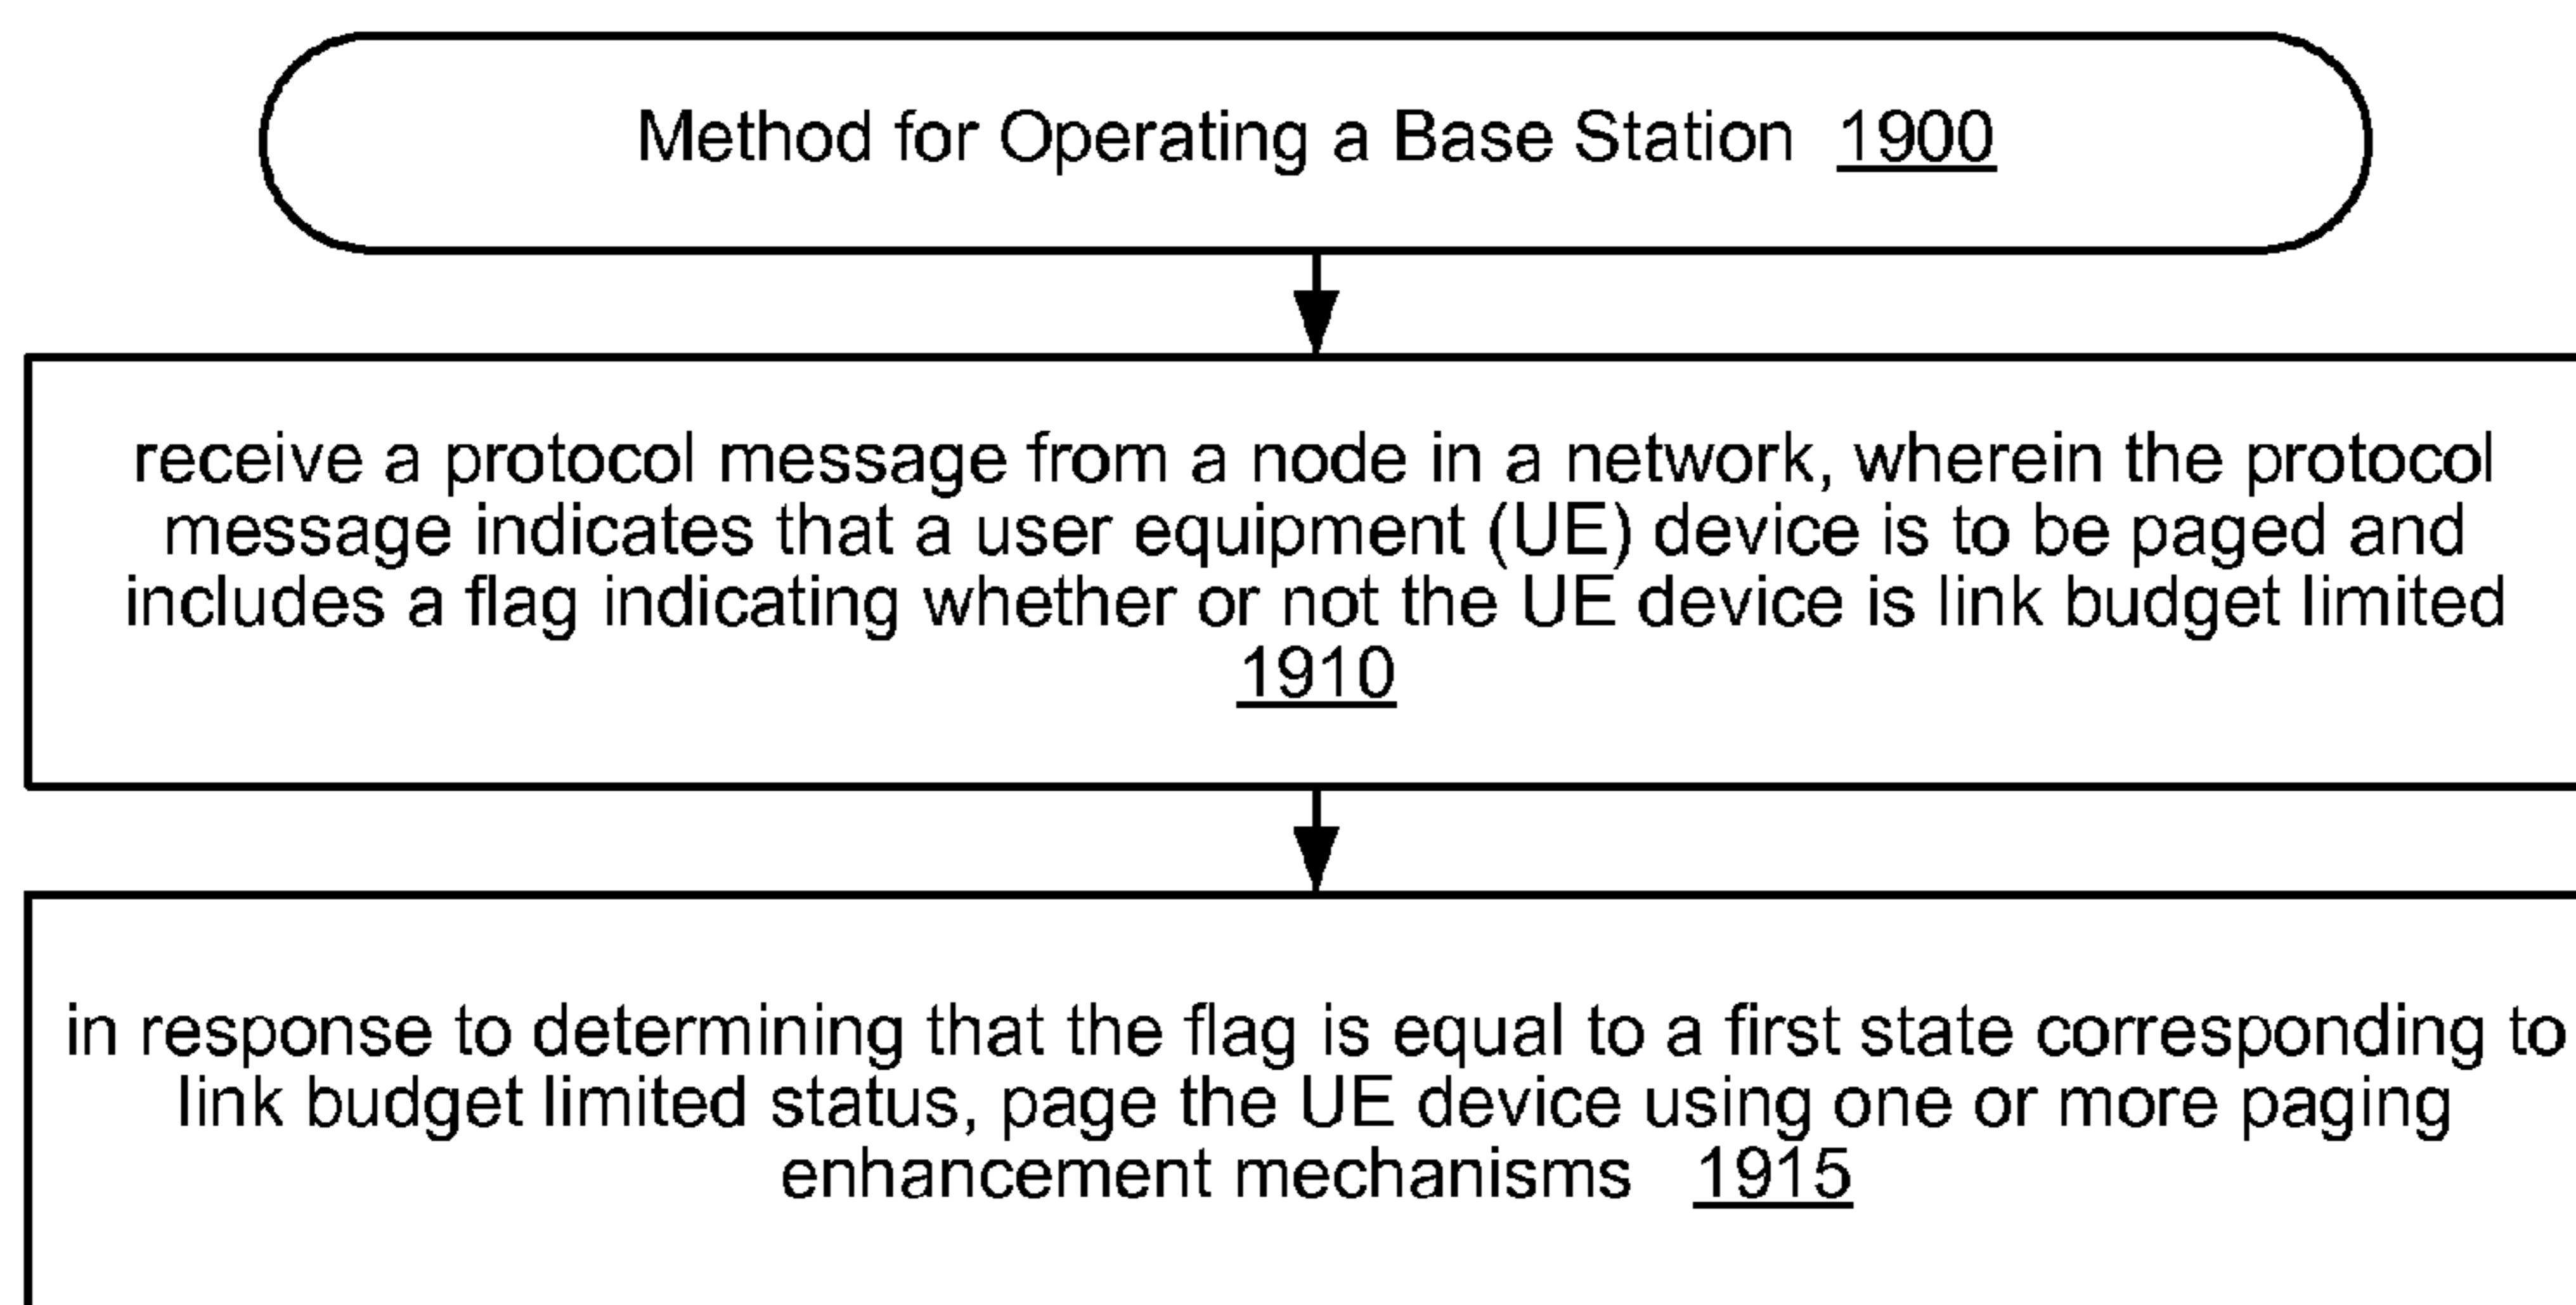 Method for Operating a Base Station 1900
receive a protocol message from a node in a network, wherein the protocol
message indicates that a user equipment (UE) device is to be paged and
includes a flag indicating whether or not the UE device is link budget limited
1910
in response to determining that the flag is equal to a first state corresponding to
link budget limited status, page the UE device using one or more paging
enhancement mechanisms 1915